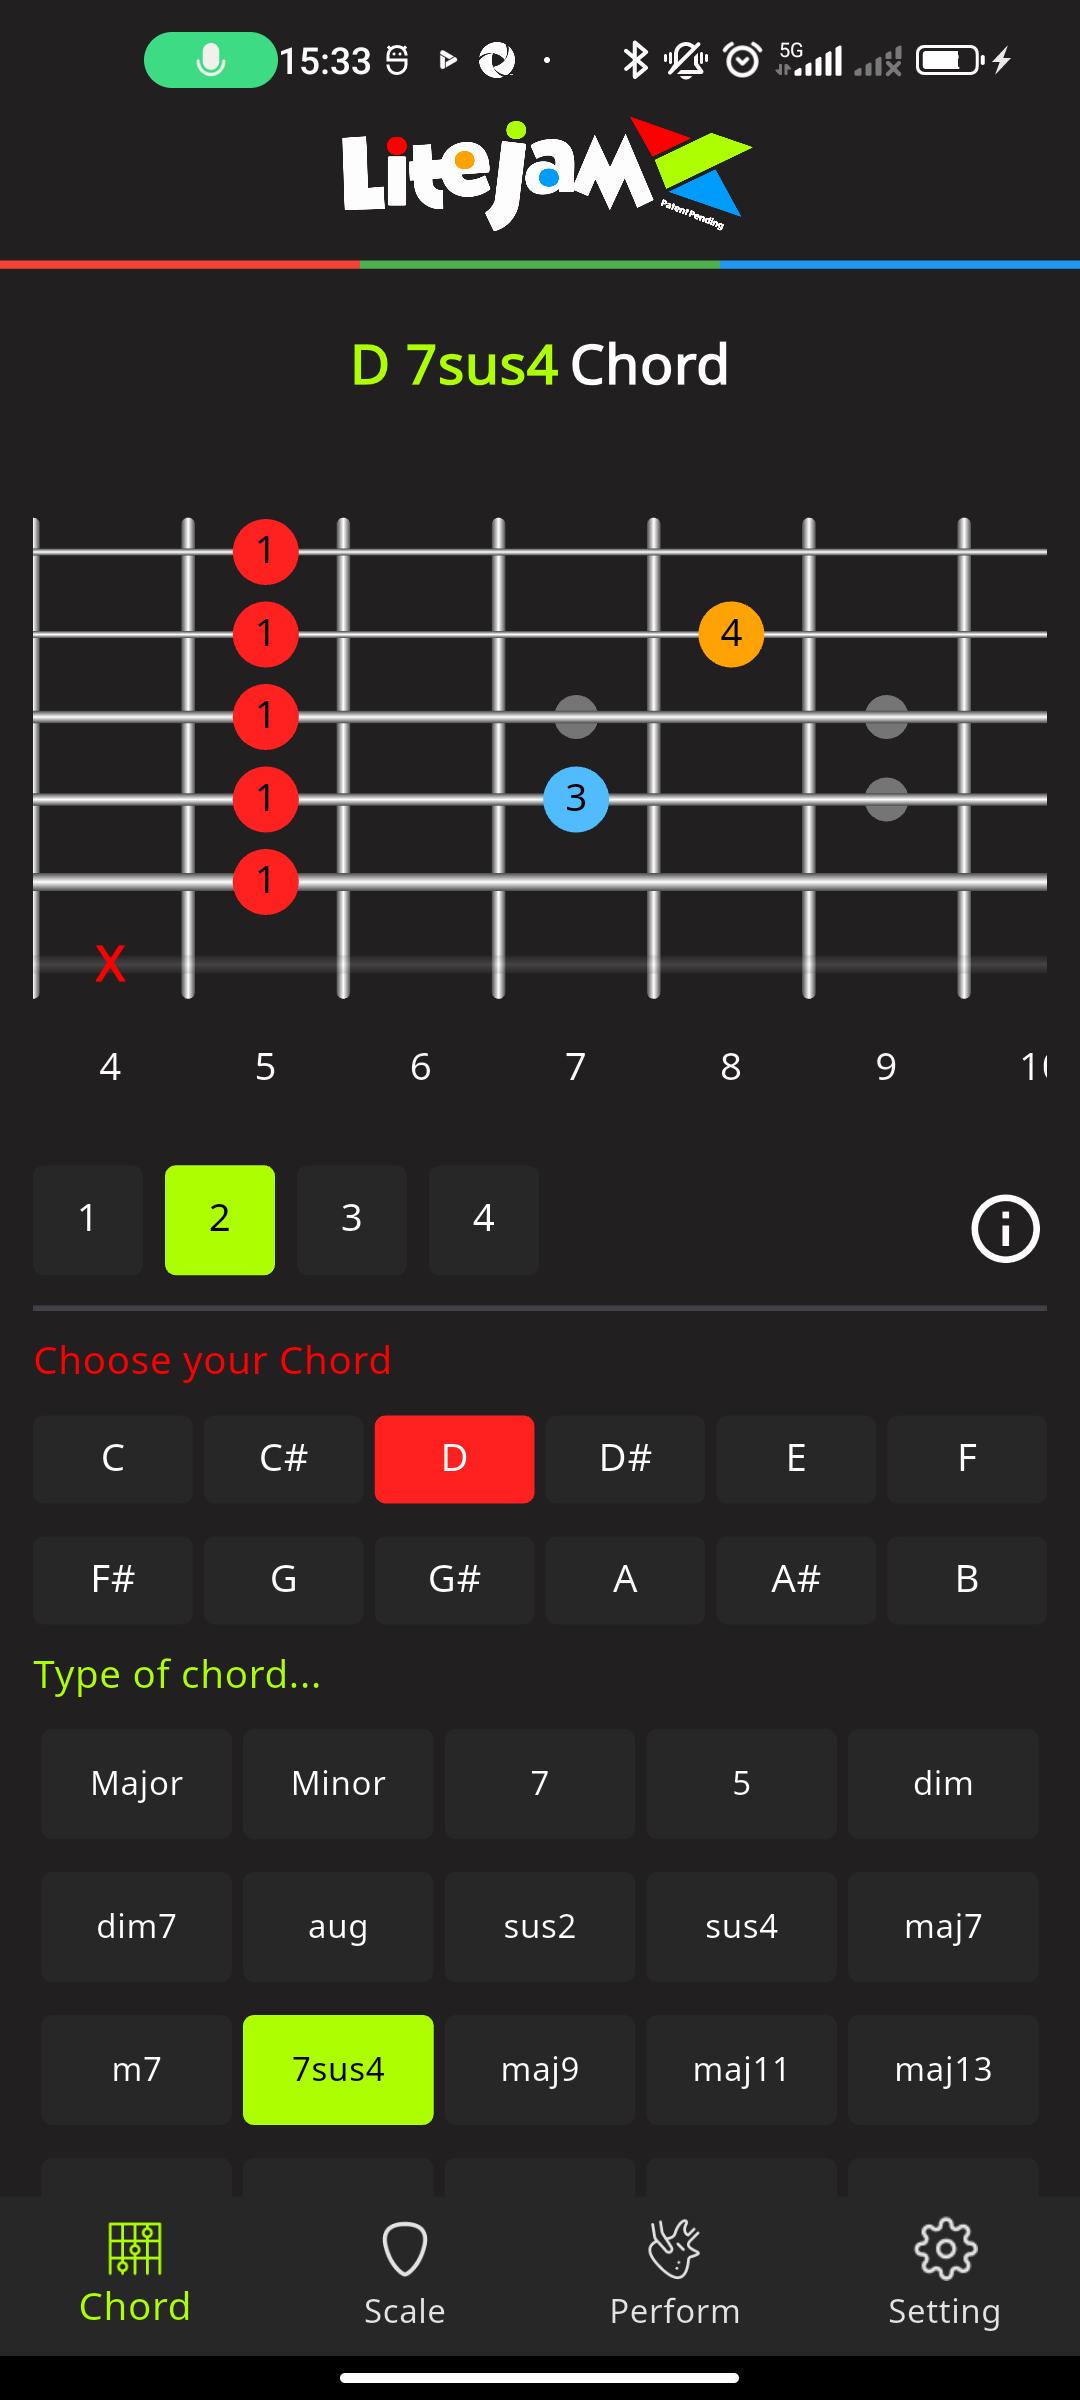 15:33
5G
Litejam
Patent Pending
D 7sus4 Chord
1
1 4
1
1 3
1
X
4 5 6 7 8 9
1 2 3 4
Choose your Chord
C C# D D# E F
F# G G# A A# B
Type of chord...
Major Minor 7 5 dim
dim7 aug sus2 sus4 maj7
m7 7sus4 maj9 maj11 maj13
Chord Scale Perform Setting